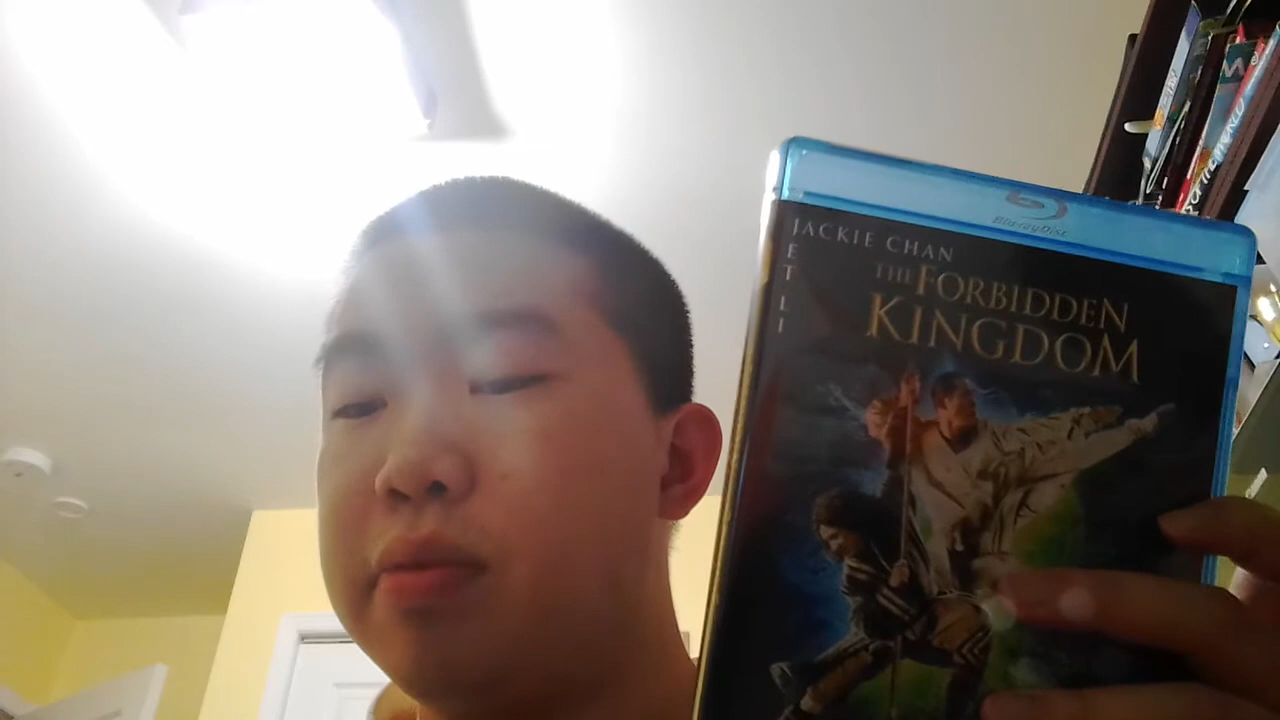 Blu-ray Disc
JACKIE CHAN
JET LI
THE FORBIDDEN
KINGDOM